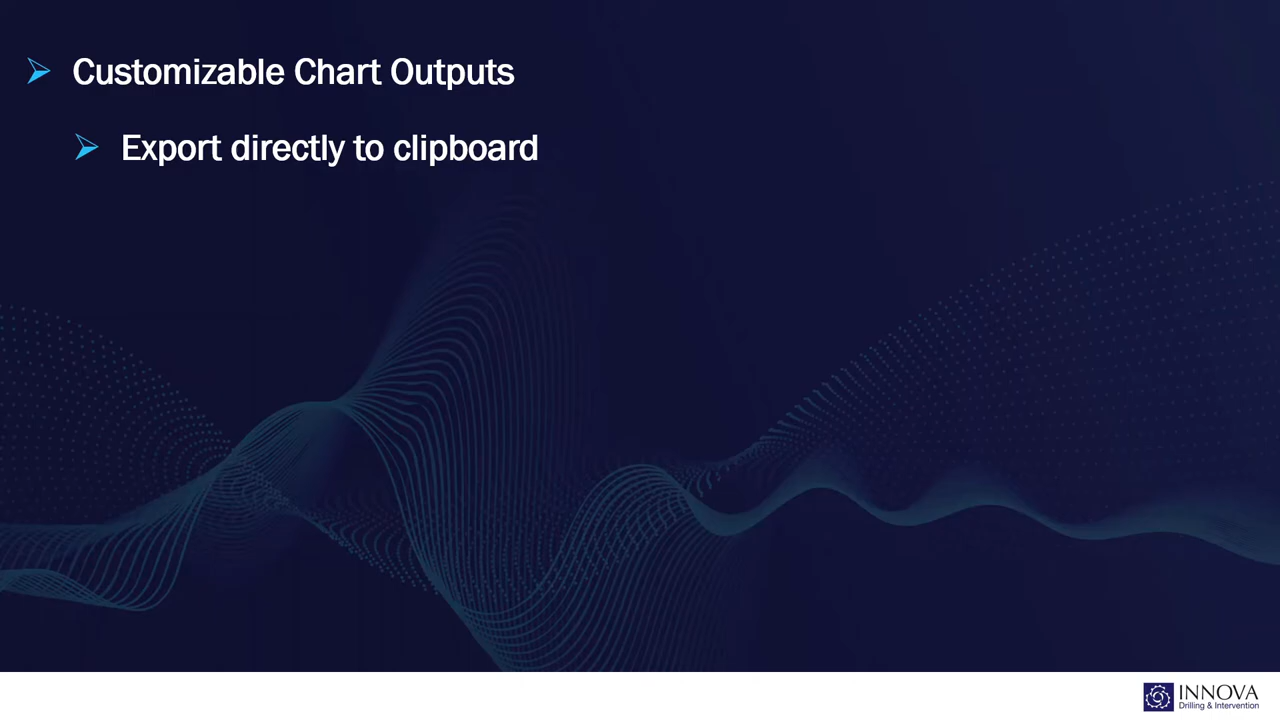 Customizable Chart Outputs
Export directly to clipboard
INNOVA
Drilling & Intervention